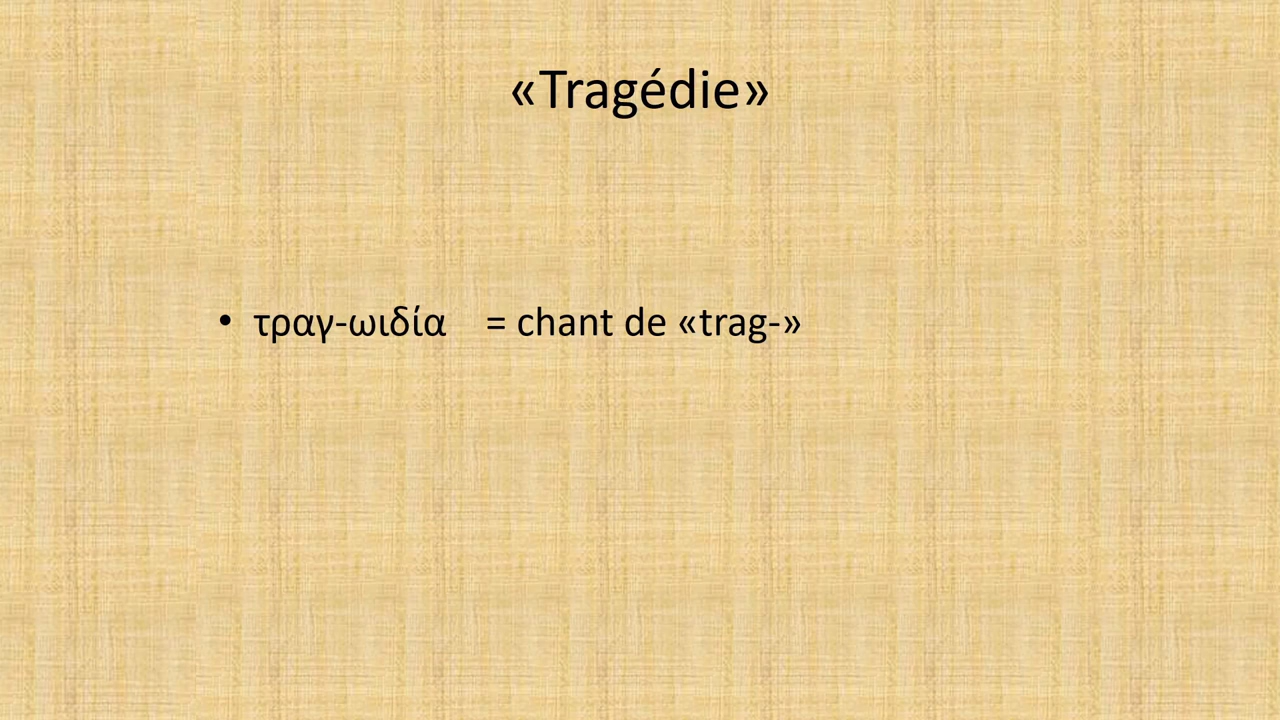 «Tragédie»
• τραγ-ωιδία = chant de «trag-»